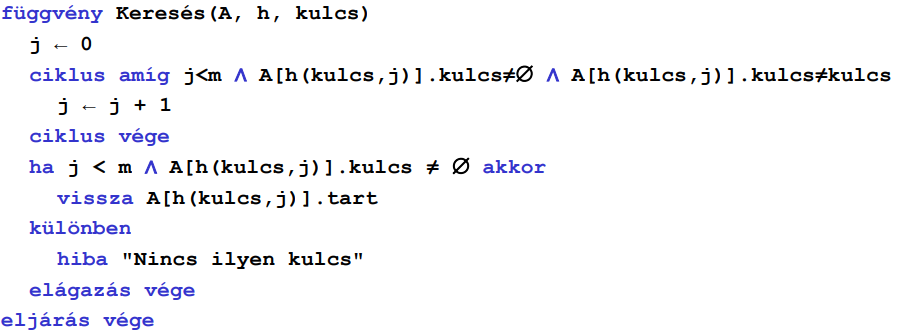 függvény Keresés(A, h, kulcs)
j ← 0
ciklus amíg j<m ∧ A[h(kulcs,j)].kulcs≠∅ ∧ A[h(kulcs,j)].kulcs≠kulcs
j ← j + 1
ciklus vége
ha j < m ∧ A[h(kulcs,j)].kulcs ≠ ∅ akkor
vissza A[h(kulcs,j)].tart
különben
hiba "Nincs ilyen kulcs"
elágazás vége
eljárás vége